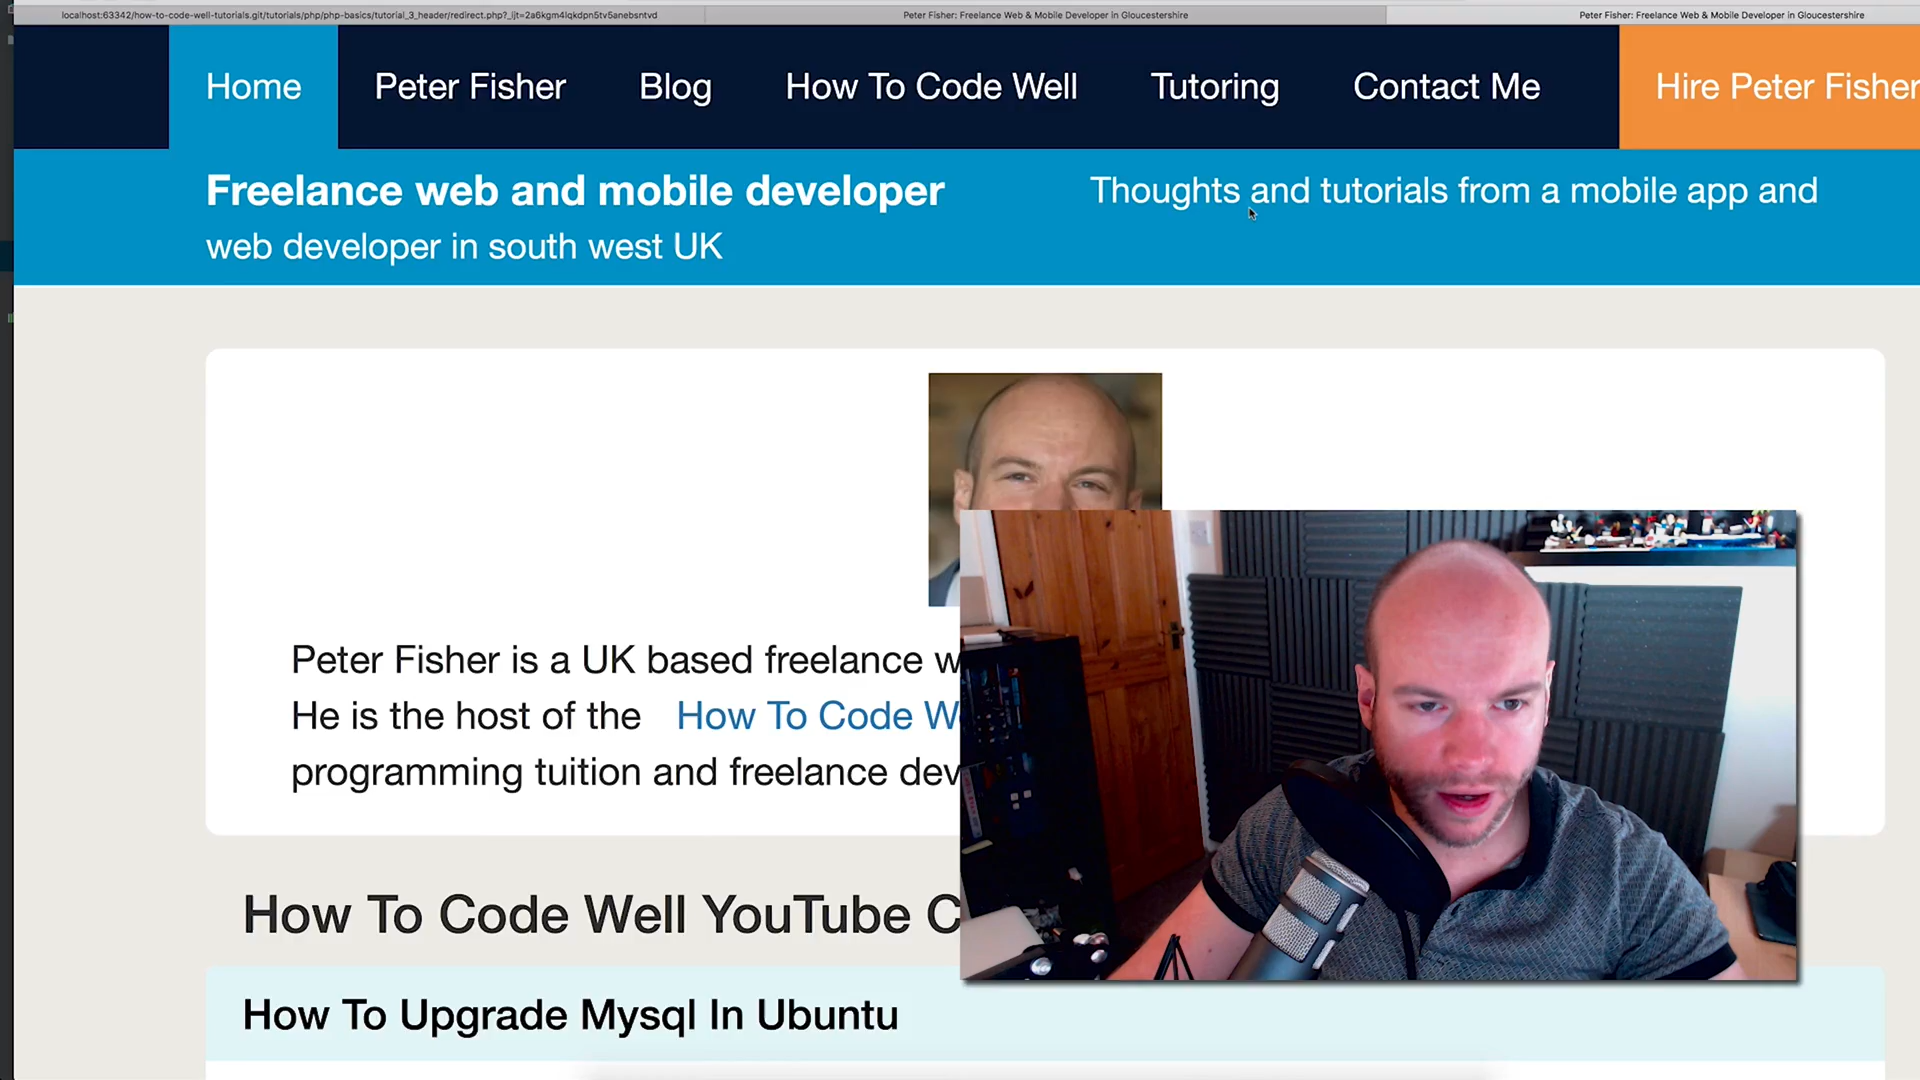 localhost:63342/how-to-code-well-tutorials.git/tutorials/php/php-basics/tutorial_3_header/redirect.php?_ijt=2a6kgm4lqkdpn5tv5anebsntvd
Peter Fisher: Freelance Web & Mobile Developer in Gloucestershire
Peter Fisher: Freelance Web & Mobile Developer in Gloucestershire
Home
Peter Fisher
Blog
How To Code Well
Tutoring
Contact Me
Hire Peter Fisher
Freelance web and mobile developer
Thoughts and tutorials from a mobile app and
web developer in south west UK
Peter Fisher is a UK based freelance w
He is the host of the How To Code W
programming tuition and freelance dev
How To Code Well YouTube C
How To Upgrade Mysql In Ubuntu